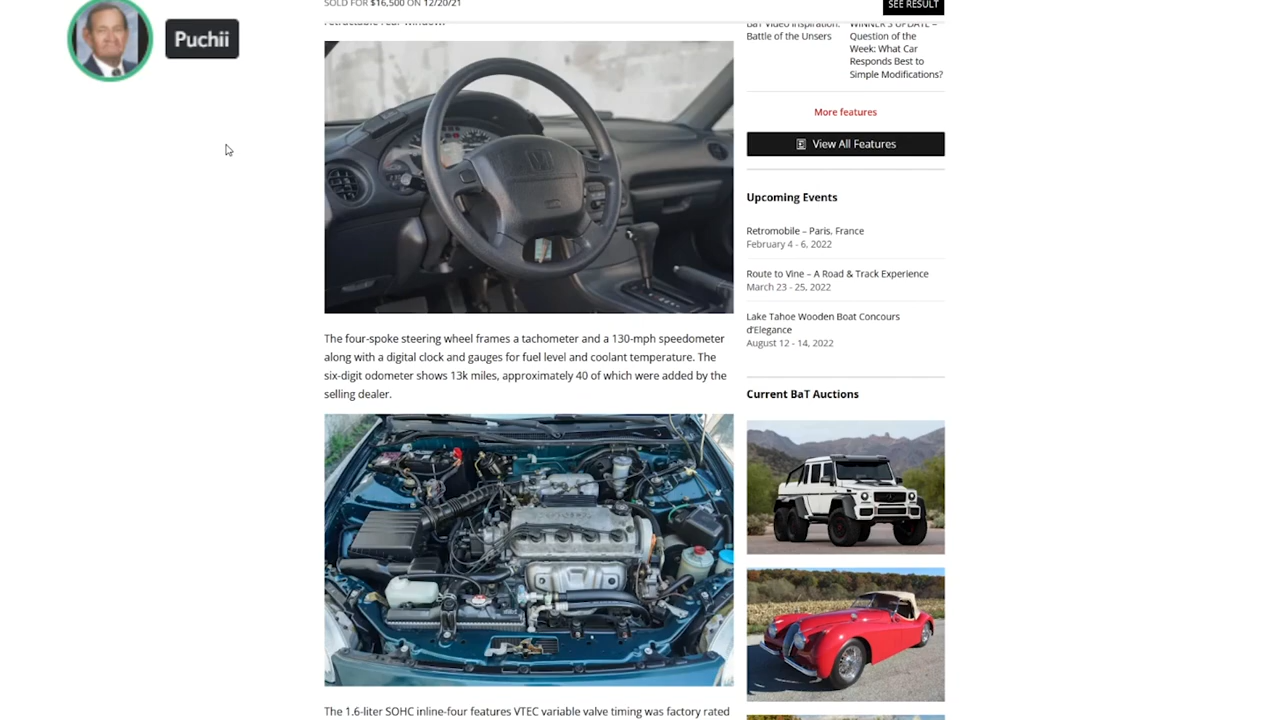 SOLD FOR $16,500 ON 12/20/21
SEE RESULT
Puchii
retractable rear window.
BaT Video Inspiration:
Battle of the Unsers
WINNER'S UPDATE –
Question of the
Week: What Car
Responds Best to
Simple Modifications?
More features
View All Features
Upcoming Events
Retromobile – Paris, France
February 4 - 6, 2022
Route to Vine – A Road & Track Experience
March 23 - 25, 2022
Lake Tahoe Wooden Boat Concours
d'Elegance
August 12 - 14, 2022
The four-spoke steering wheel frames a tachometer and a 130-mph speedometer
along with a digital clock and gauges for fuel level and coolant temperature. The
six-digit odometer shows 13k miles, approximately 40 of which were added by the
selling dealer.
Current BaT Auctions
The 1.6-liter SOHC inline-four features VTEC variable valve timing was factory rated